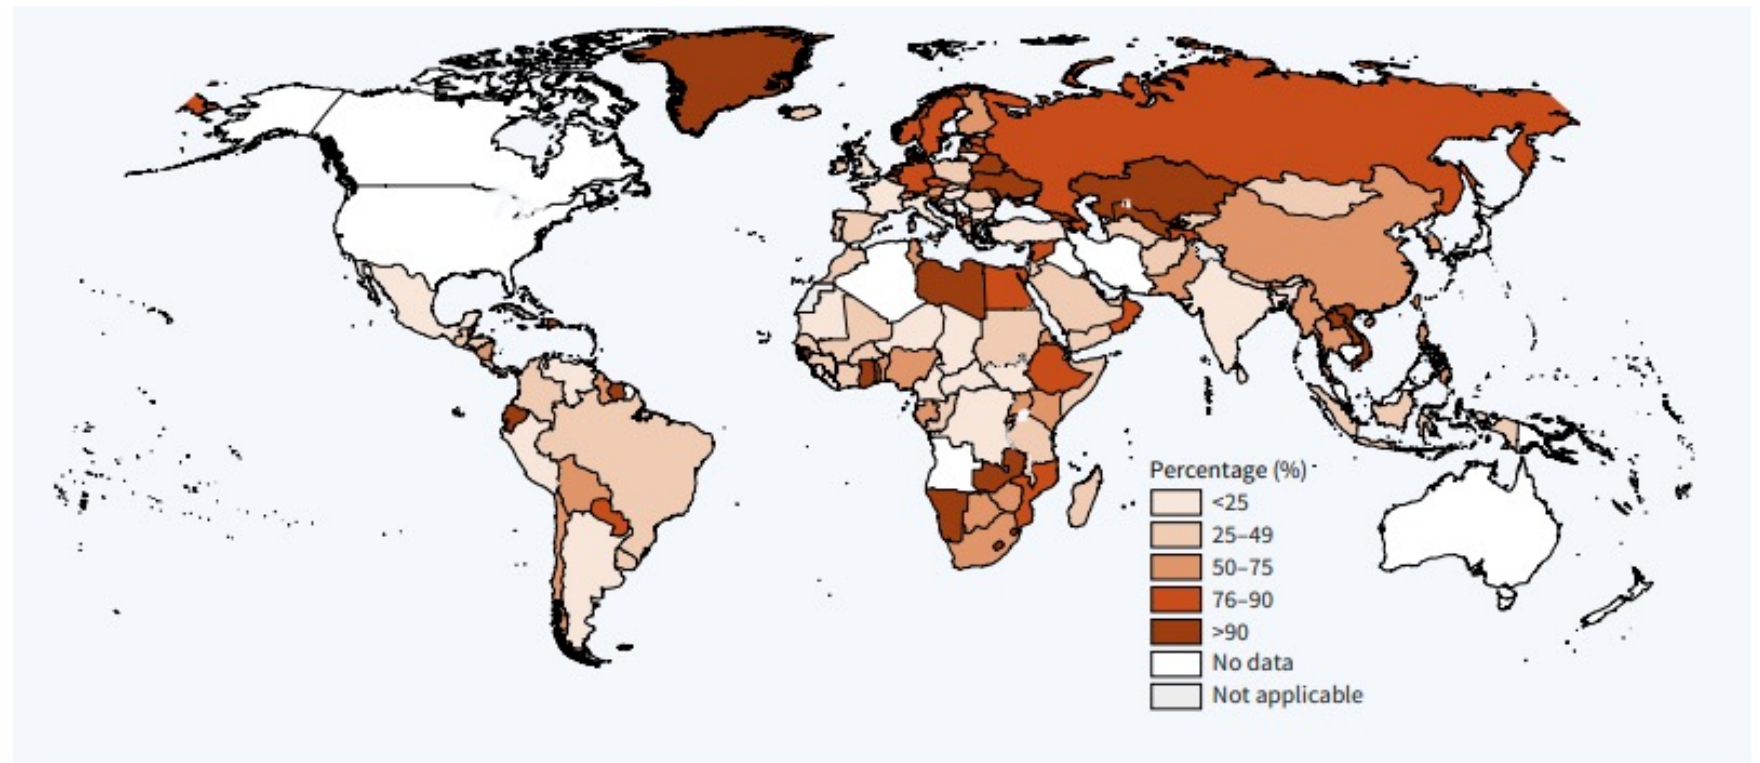 Percentage (%)
<25
25–49
50–75
76–90
>90
No data
Not applicable